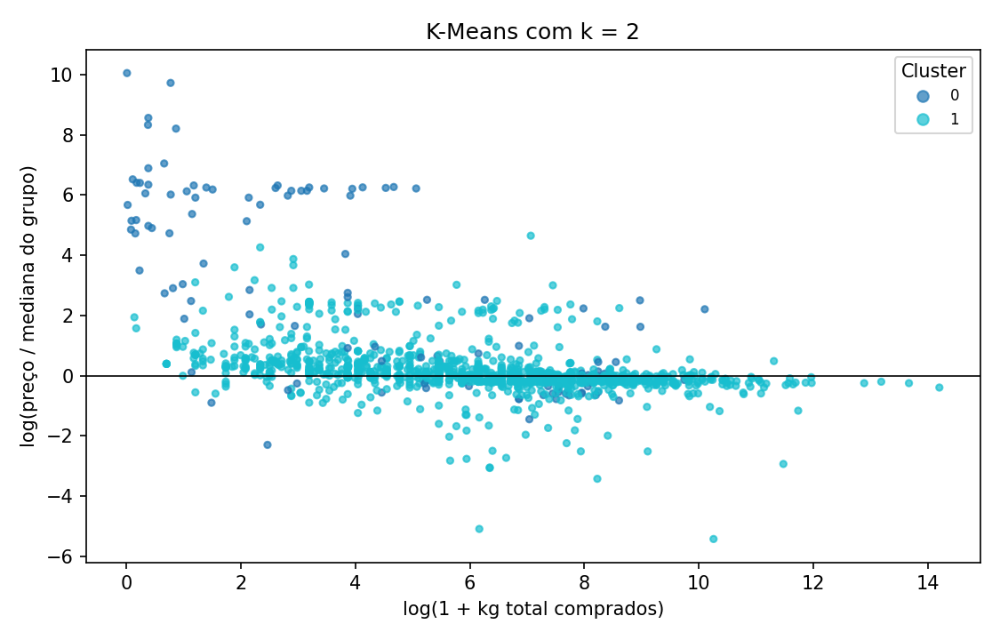 K-Means com k = 2
Cluster
0
1
log(preço / mediana do grupo)
10
8
6
4
2
0
−2
−4
−6
0 2 4 6 8 10 12 14
log(1 + kg total comprados)